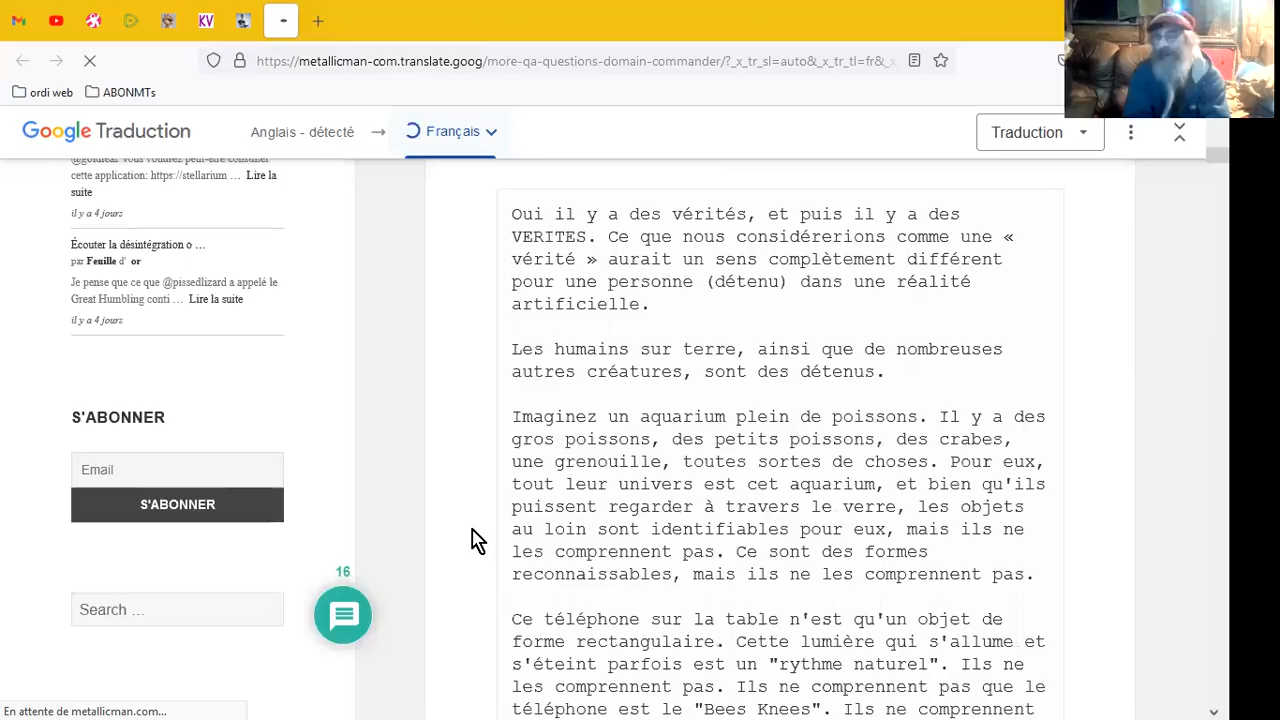 KV
https://metallicman-com.translate.goog/more-qa-questions-domain-commander/?_x_tr_sl=auto&_x_tr_tl=fr&_x
ordi web
ABONMTs
Google Traduction
Anglais - détecté
Français
Traduction
cette application: https://stellarium … Lire la
suite
il y a 4 jours
Écouter la désintégration o …
par Feuille d' or
Je pense que ce que @pissedlizard a appelé le
Great Humbling conti … Lire la suite
il y a 4 jours
S'ABONNER
Email
S'ABONNER
16
Search …
En attente de metallicman.com...
Oui il y a des vérités, et puis il y a des
VERITES. Ce que nous considérerions comme une «
vérité » aurait un sens complètement différent
pour une personne (détenu) dans une réalité
artificielle.
Les humains sur terre, ainsi que de nombreuses
autres créatures, sont des détenus.
Imaginez un aquarium plein de poissons. Il y a des
gros poissons, des petits poissons, des crabes,
une grenouille, toutes sortes de choses. Pour eux,
tout leur univers est cet aquarium, et bien qu'ils
puissent regarder à travers le verre, les objets
au loin sont identifiables pour eux, mais ils ne
les comprennent pas. Ce sont des formes
reconnaissables, mais ils ne les comprennent pas.
Ce téléphone sur la table n'est qu'un objet de
forme rectangulaire. Cette lumière qui s'allume et
s'éteint parfois est un "rythme naturel". Ils ne
les comprennent pas. Ils ne comprennent pas que le
téléphone est le "Bees Knees". Ils ne comprennent